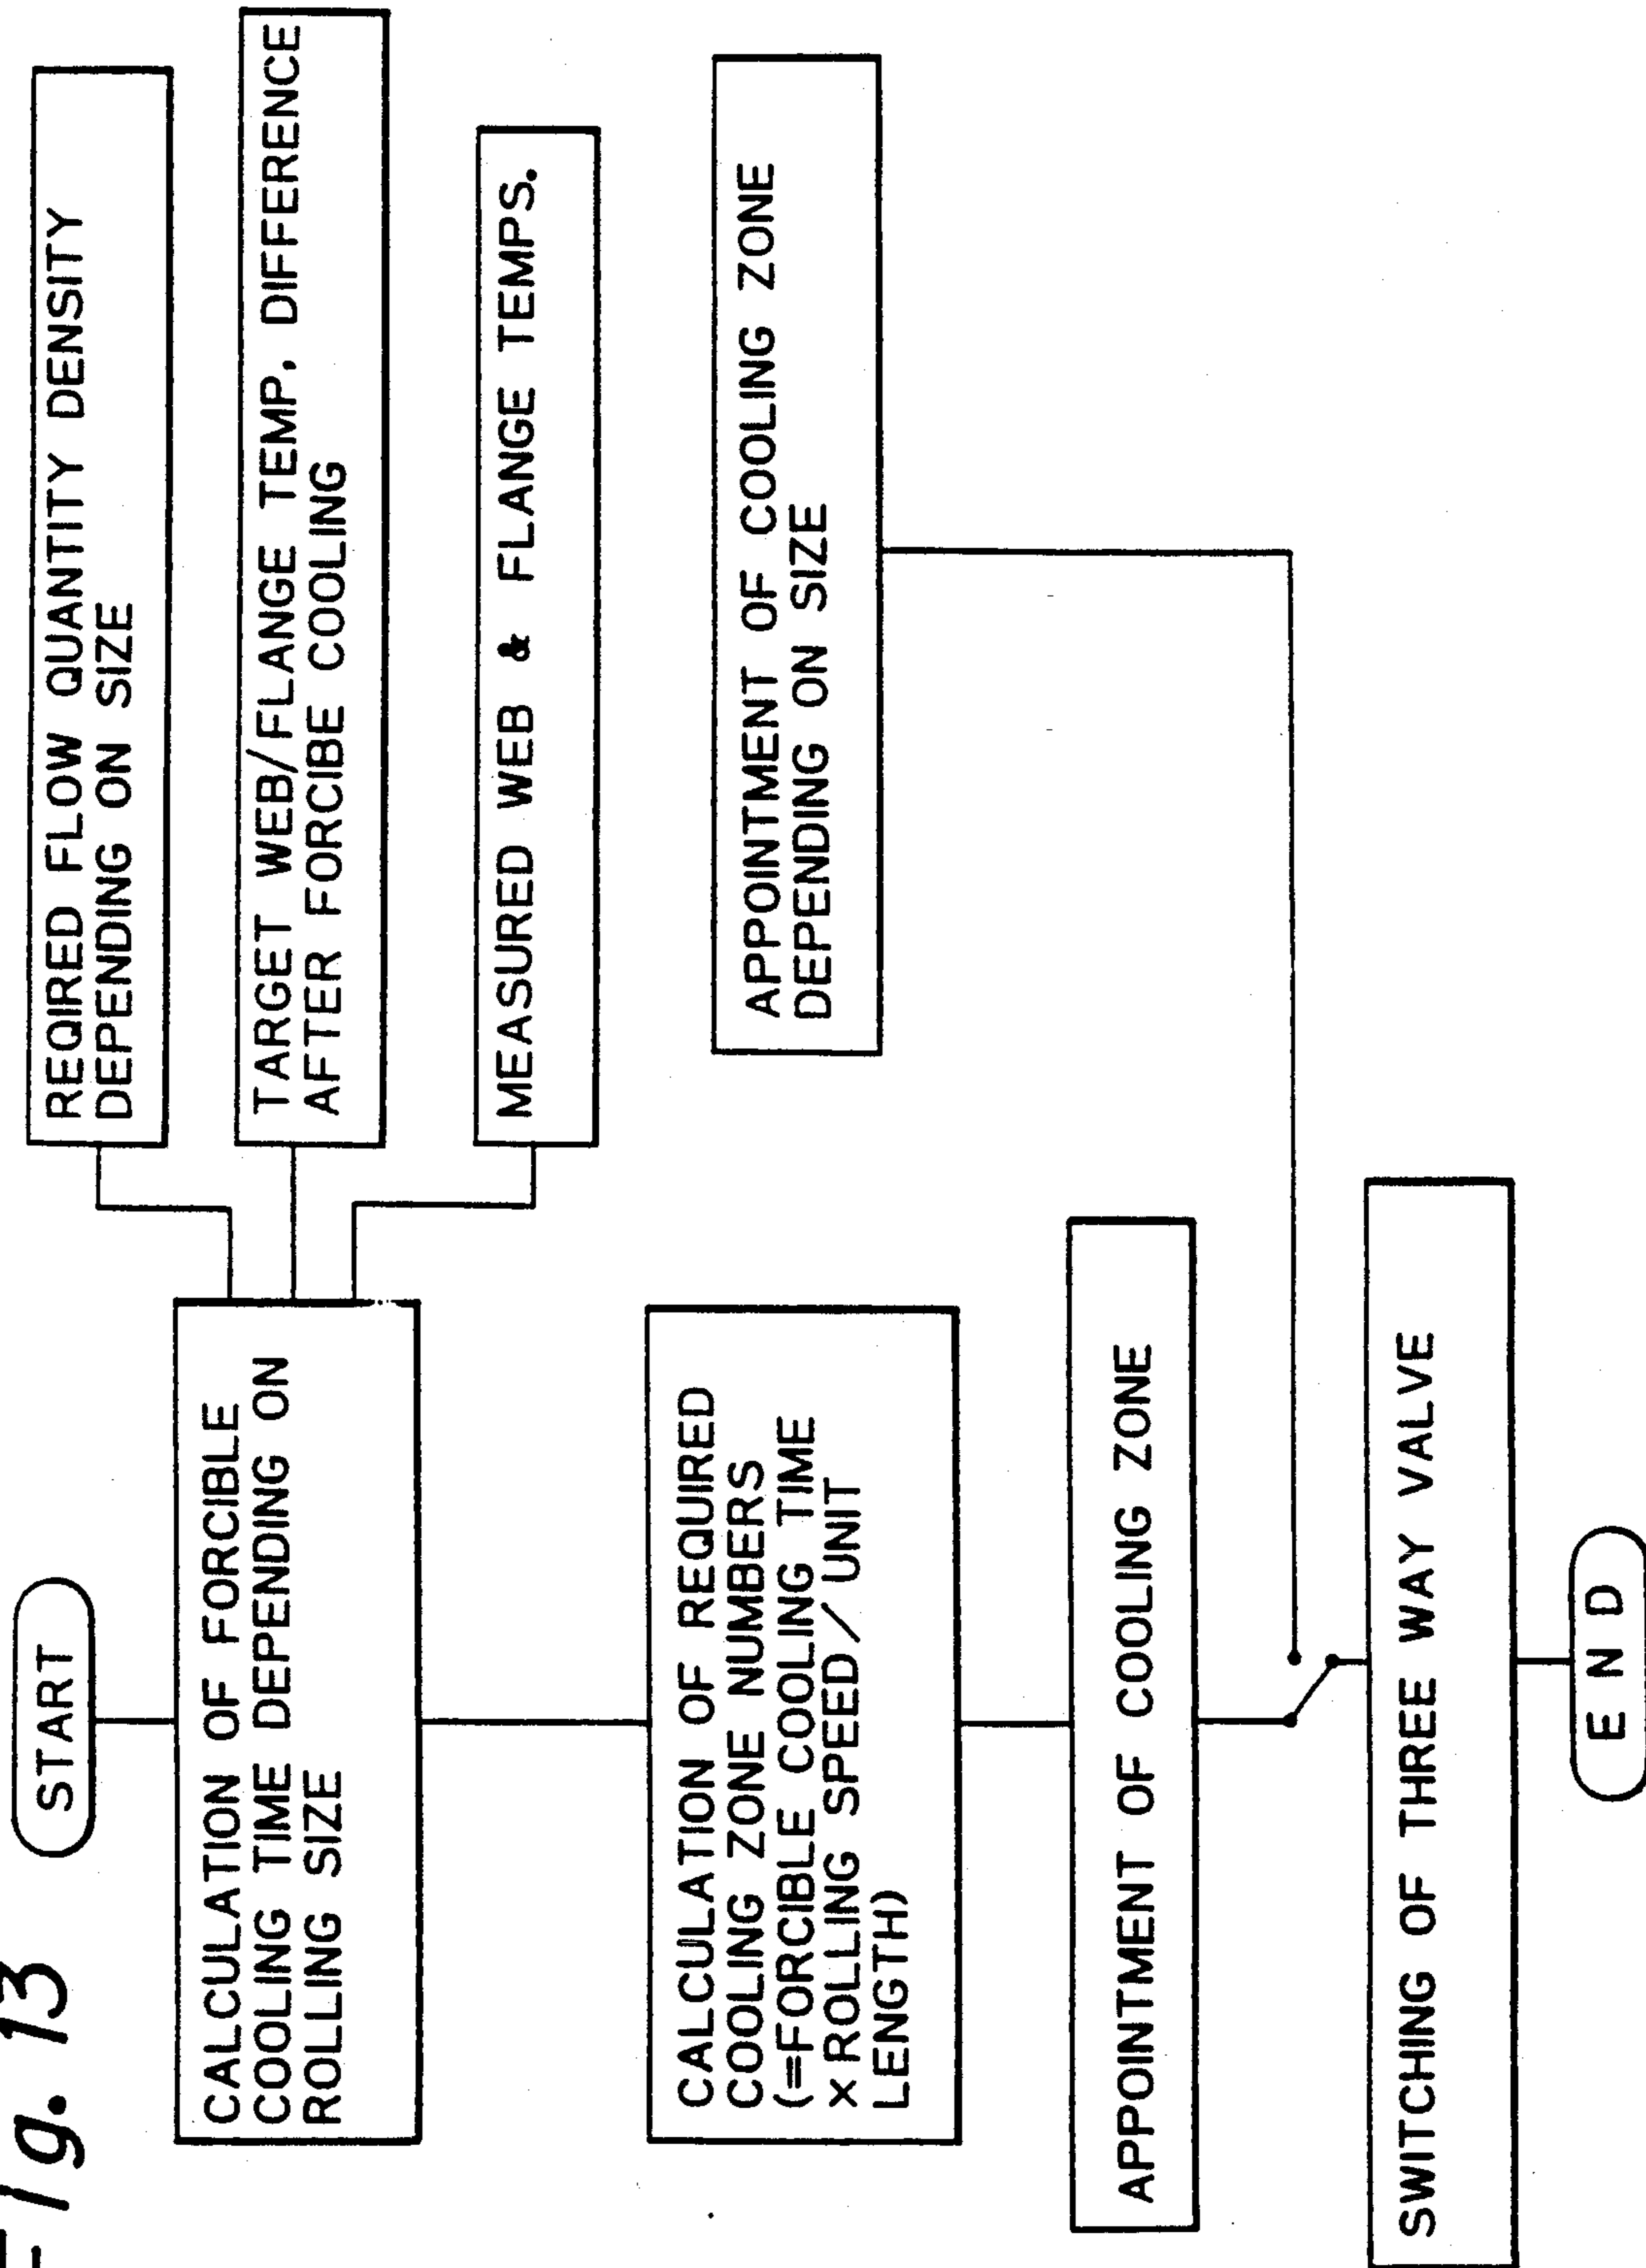 Fig. 13
START
CALCULATION OF FORCIBLE
COOLING TIME DEPENDING ON
ROLLING SIZE
REQIRED FLOW QUANTITY DENSITY
DEPENDING ON SIZE
TARGET WEB/FLANGE TEMP, DIFFERENCE
AFTER FORCIBE COOLING
MEASURED WEB & FLANGE TEMPS.
CALCULATION OF REQUIRED
COOLING ZONE NUMBERS
(=FORCIBLE COOLING TIME
×ROLLING SPEED/UNIT
LENGTH)
APPOINTMENT OF COOLING ZONE
DEPENDING ON SIZE
APPOINTMENT OF COOLING ZONE
SWITCHING OF THREE WAY VALVE
END